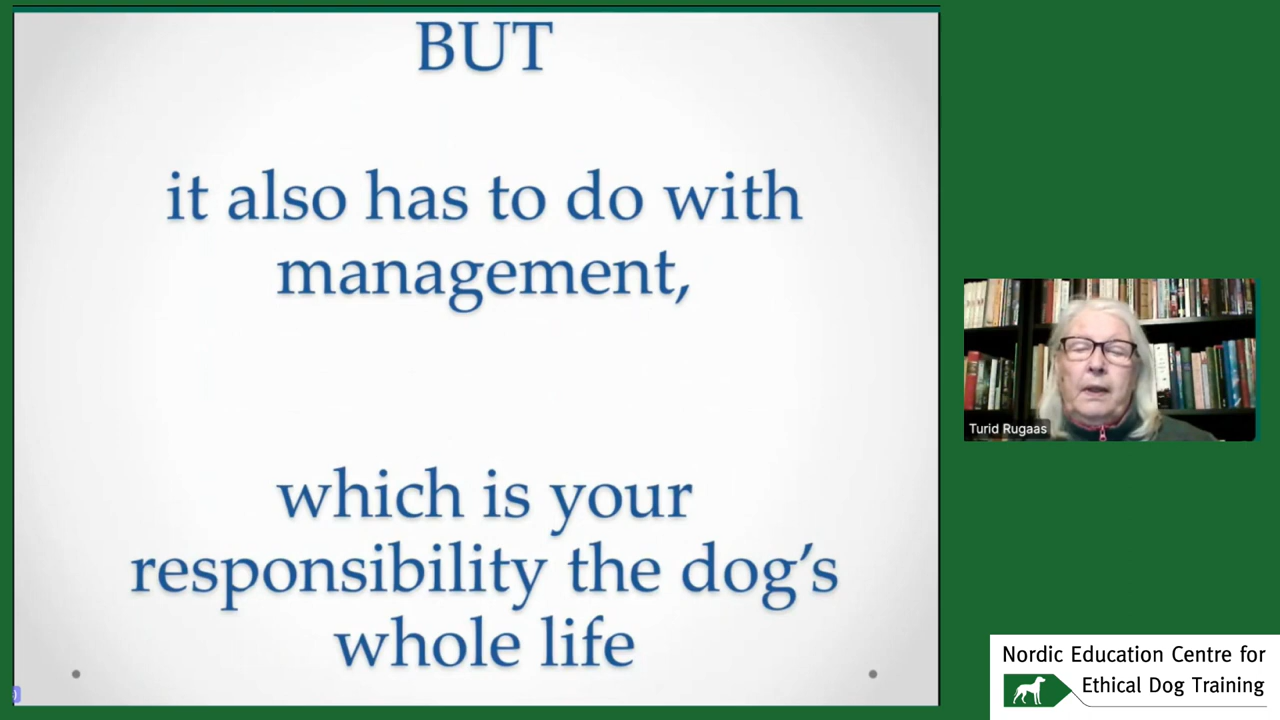 BUT
it also has to do with
management,
which is your
responsibility the dog's
whole life
Turid Rugaas
Nordic Education Centre for
Ethical Dog Training